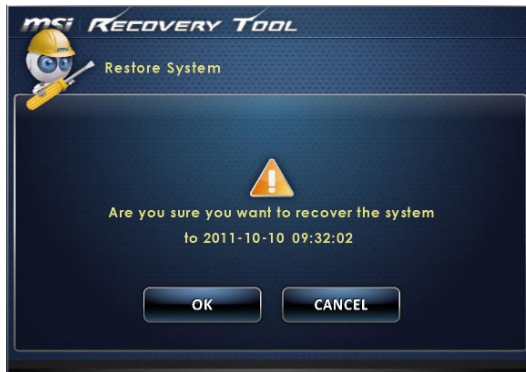 msi RECOVERY TOOL
Restore System
Are you sure you want to recover the system
to 2011-10-10 09:32:02
OK CANCEL